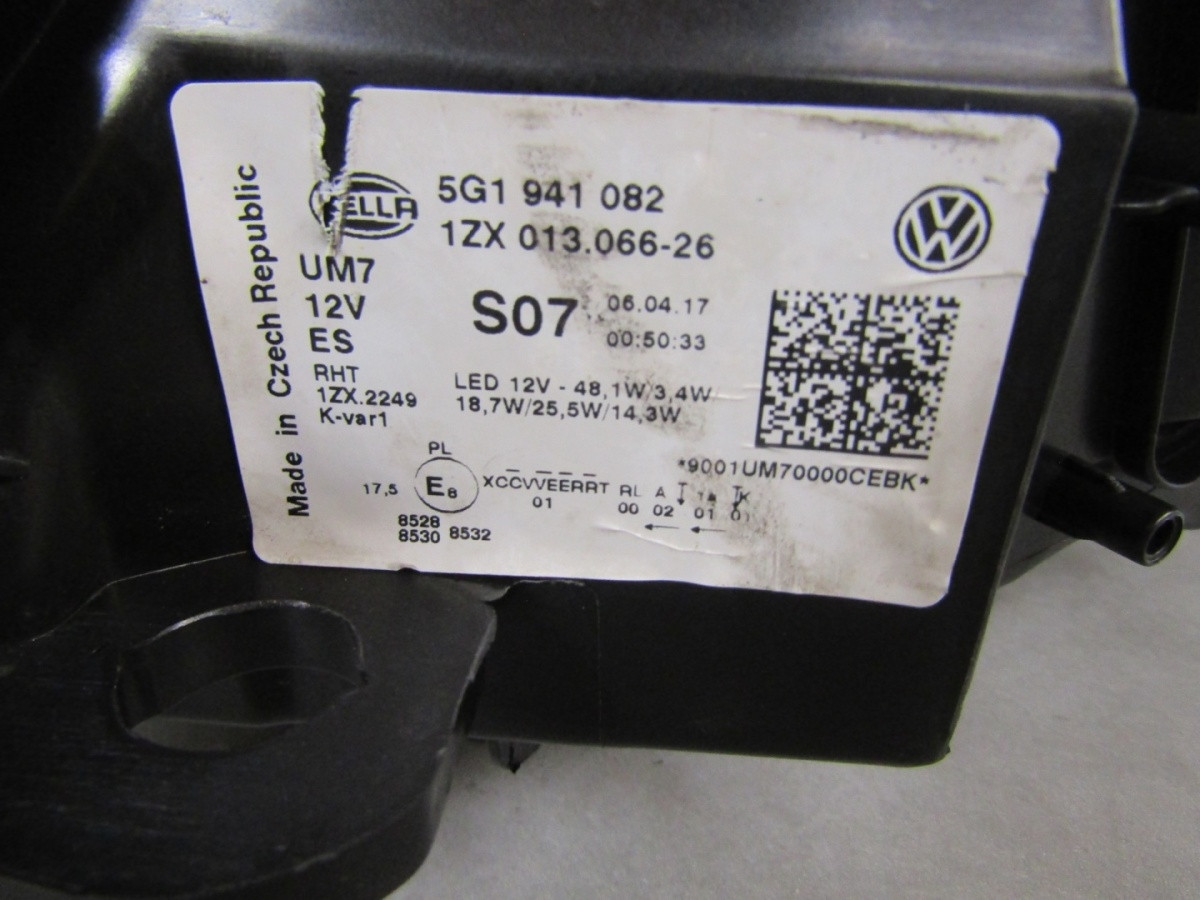 Made in Czech Republic
5G1 941 082
1ZX 013.066-26
UM7
12V
ES
S07
06.04.17
00:50:33
RHT
1ZX.2249
K-var1
LED 12V - 48,1W/3,4W
18,7W/25,5W/14,3W
*9001UM70000CEBK*
PL
17,5 E8 XCCVVEERRT RL A
01 00 02 01 01
8528
8530 8532